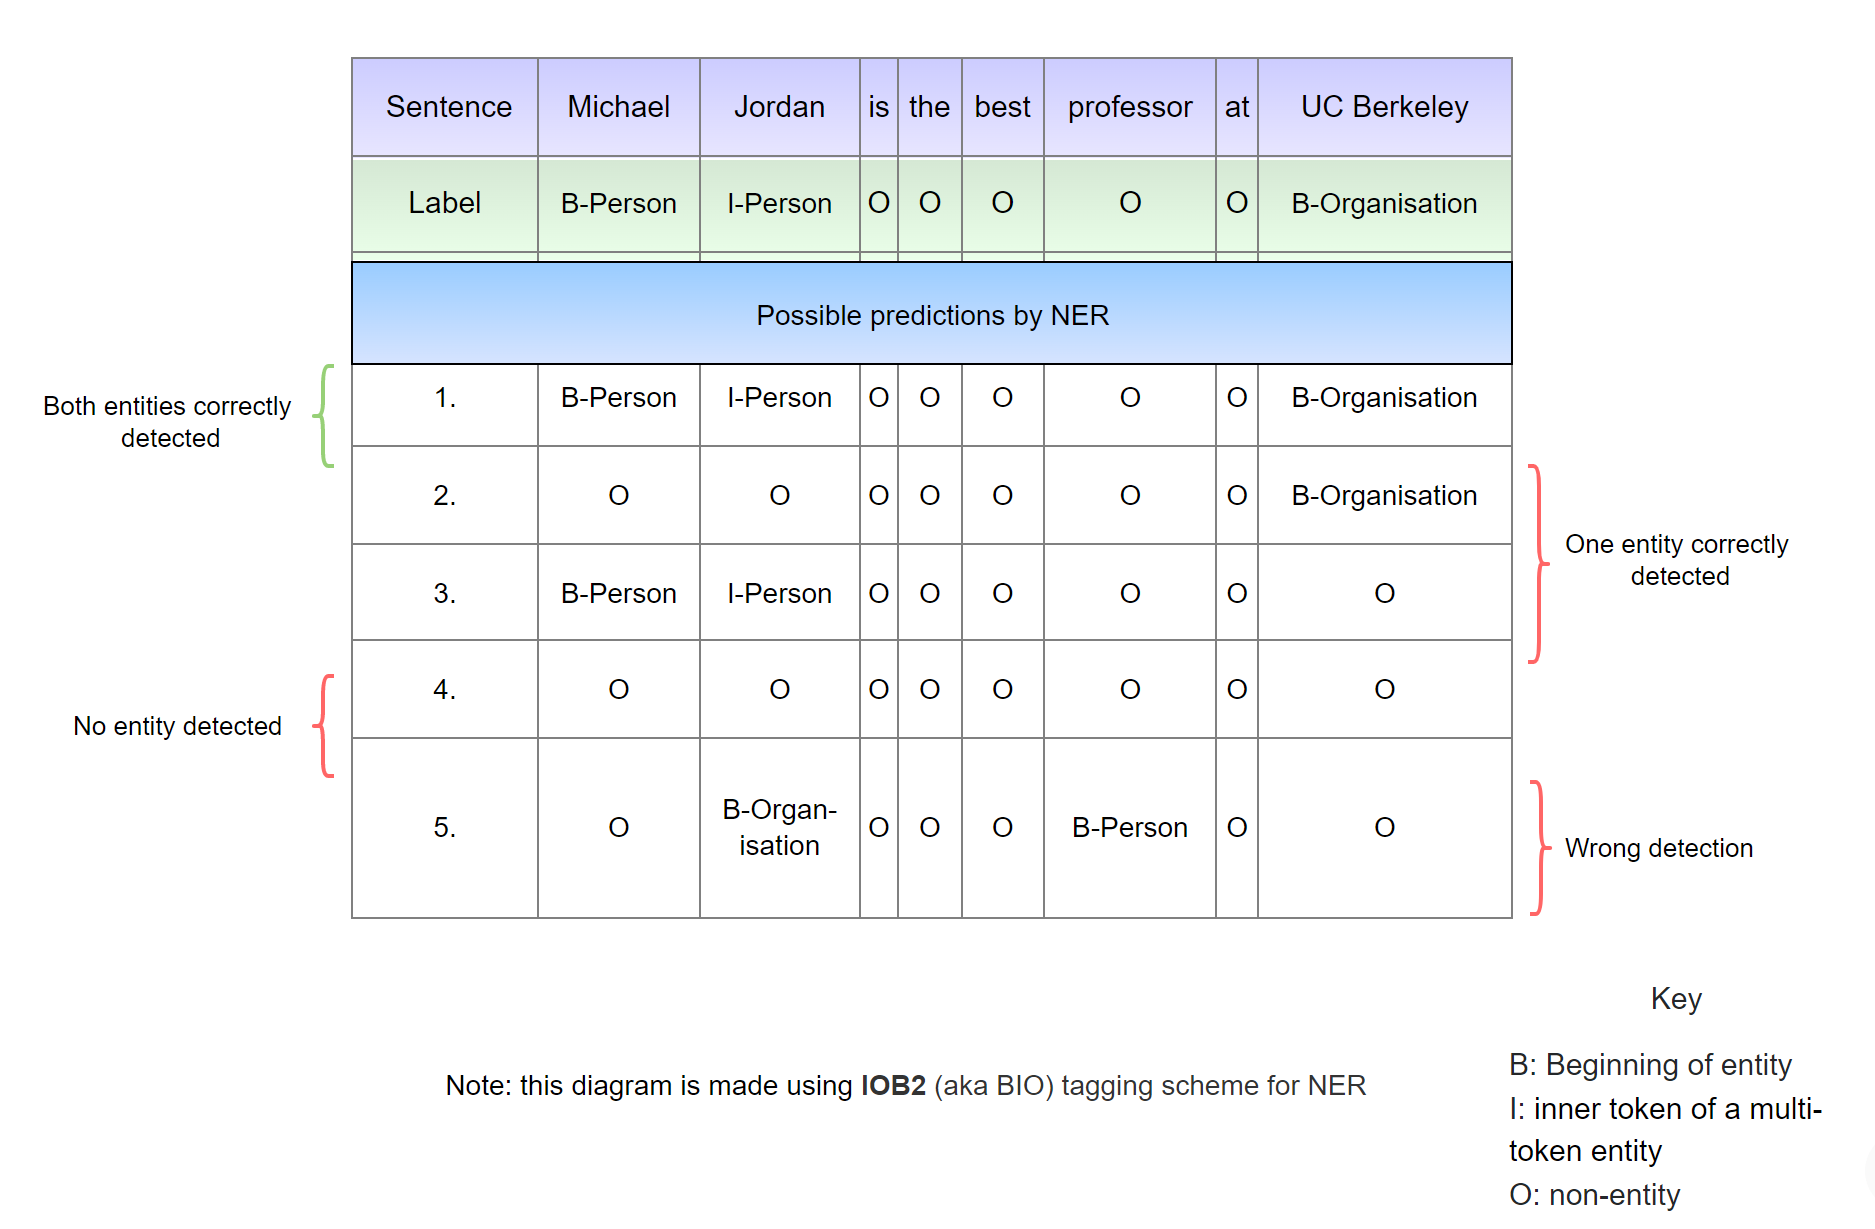 Sentence Michael Jordan is the best professor at UC Berkeley
Label B-Person I-Person O O O O O B-Organisation
Possible predictions by NER
Both entities correctly
detected
1. B-Person I-Person O O O O O B-Organisation
2. O O O O O O O B-Organisation
One entity correctly
detected
3. B-Person I-Person O O O O O O
4. O O O O O O O O
No entity detected
5. O B-Organ-
isation O O O B-Person O O
Wrong detection
Key
B: Beginning of entity
I: inner token of a multi-
token entity
O: non-entity
Note: this diagram is made using IOB2 (aka BIO) tagging scheme for NER